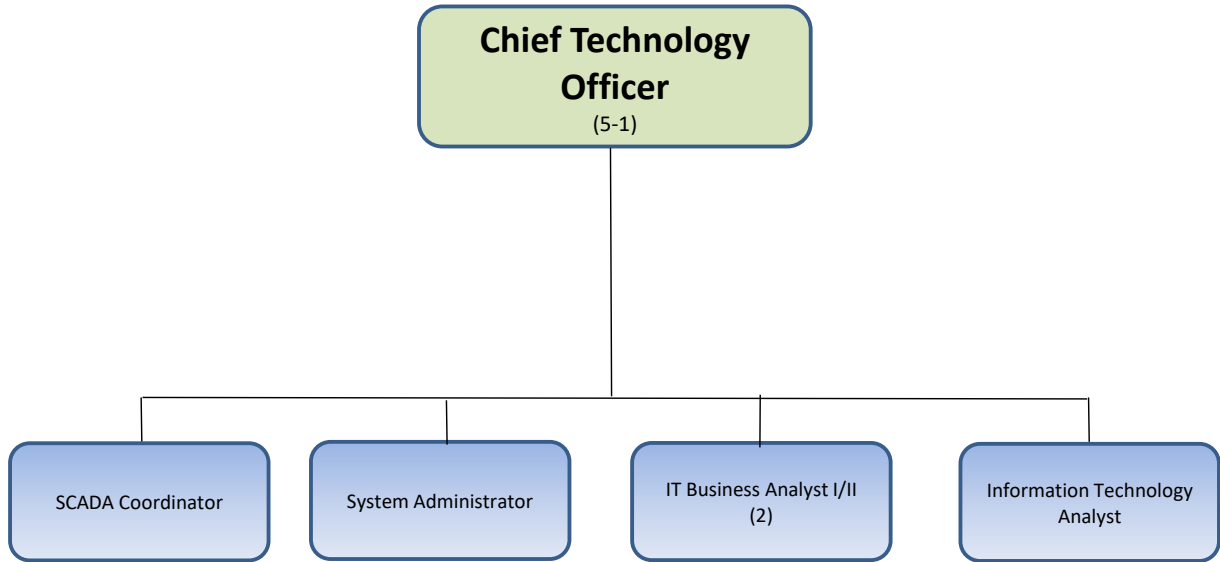 Chief Technology
Officer
(5-1)
SCADA Coordinator
System Administrator
IT Business Analyst I/II
(2)
Information Technology
Analyst